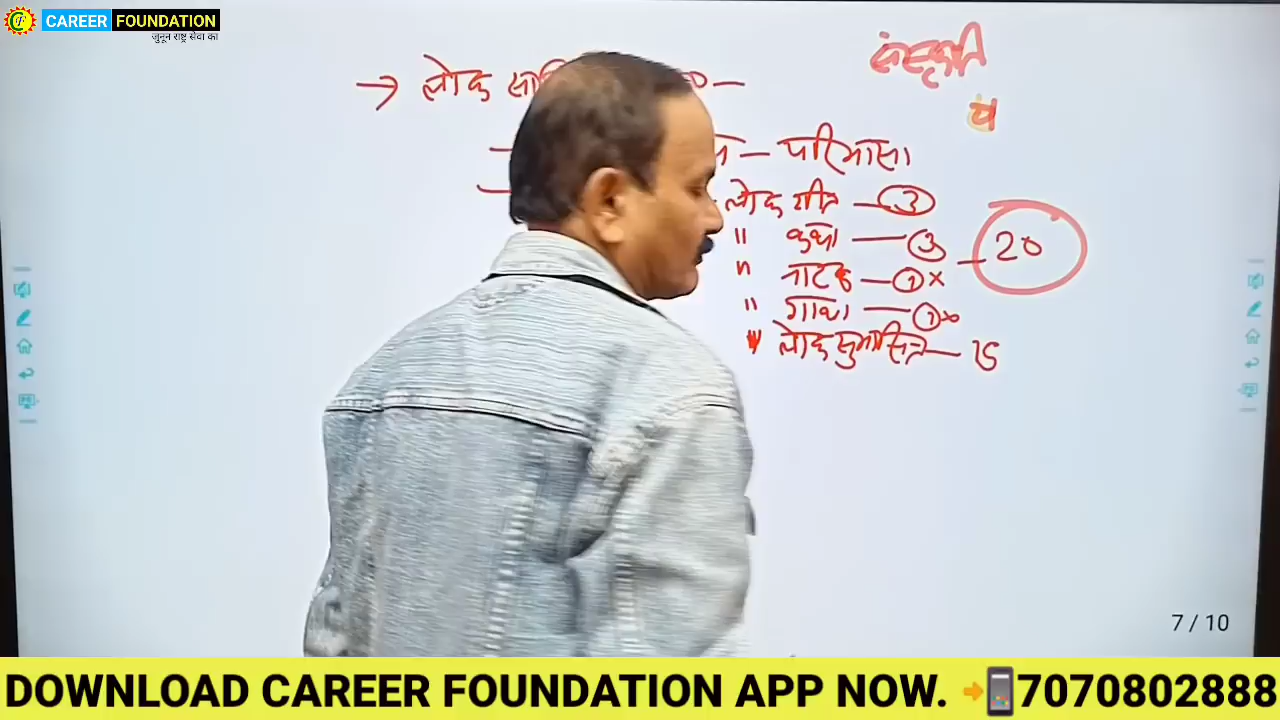 CAREER FOUNDATION
जुनून राष्ट्र सेवा का
→ लोक
— परिभाषा
लोक गीत — 3
" कथा — 3
" नाटक — 1 x
— 20
" गाथा — 1 x
" लोक सुभाषित — 15
7 / 10
DOWNLOAD CAREER FOUNDATION APP NOW. 7070802888